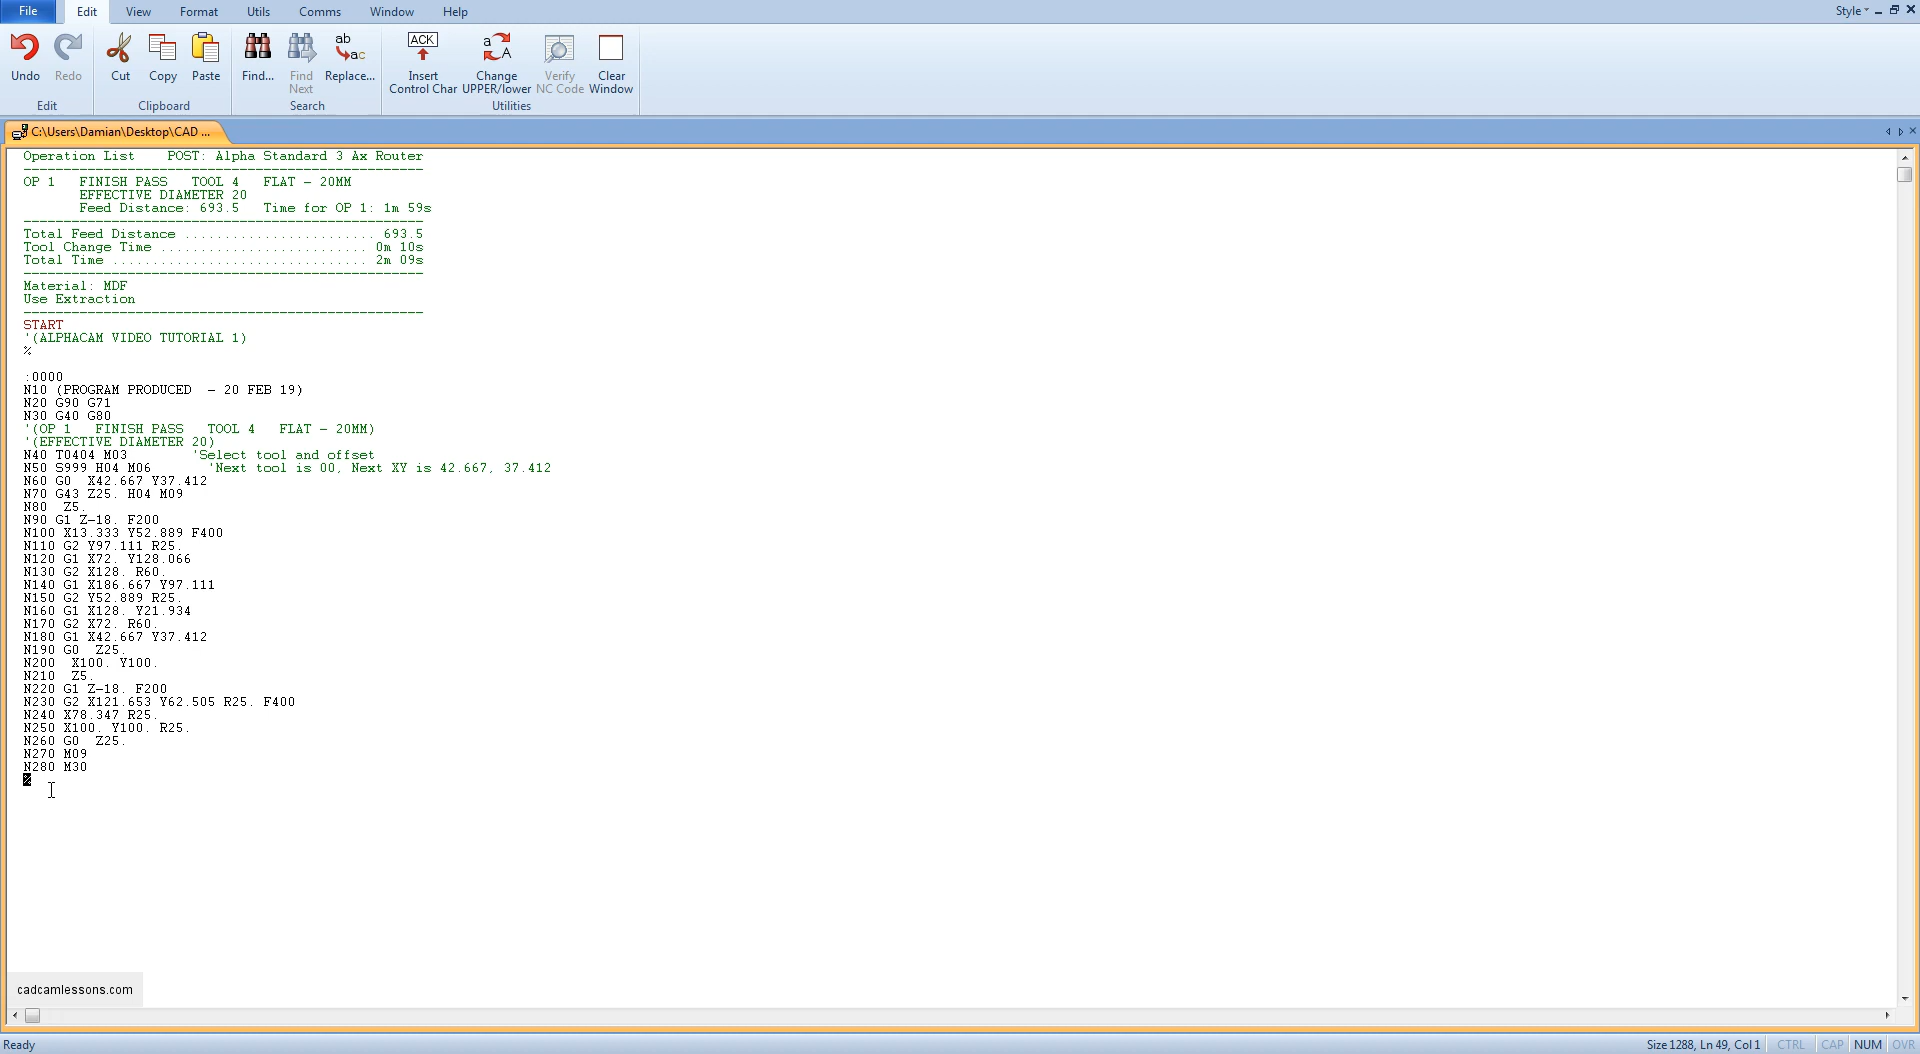 File Edit View Format Utils Comms Window Help Style
ACK ab ac a A
Undo Redo Cut Copy Paste Find... Find Next Replace... Insert Control Char Change UPPER/lower Verify NC Code Clear Window
Edit Clipboard Search Utilities
C:\Users\Damian\Desktop\CAD ...
Operation List    POST: Alpha Standard 3 Ax Router
--------------------------------------------------
OP 1   FINISH PASS   TOOL 4   FLAT - 20MM
       EFFECTIVE DIAMETER 20
       Feed Distance: 693.5   Time for OP 1: 1m 59s
--------------------------------------------------
Total Feed Distance ........................ 693.5
Tool Change Time .......................... 0m 10s
Total Time ................................ 2m 09s
--------------------------------------------------
Material: MDF
Use Extraction
--------------------------------------------------
START
'(ALPHACAM VIDEO TUTORIAL 1)
%
:0000
N10 (PROGRAM PRODUCED  - 20 FEB 19)
N20 G90 G71
N30 G40 G80
'(OP 1   FINISH PASS   TOOL 4   FLAT - 20MM)
'(EFFECTIVE DIAMETER 20)
N40 T0404 M03        'Select tool and offset
N50 S999 H04 M06       'Next tool is 00, Next XY is 42.667, 37.412
N60 G0  X42.667 Y37.412
N70 G43 Z25. H04 M09
N80  Z5.
N90 G1 Z-18. F200
N100 X13.333 Y52.889 F400
N110 G2 Y97.111 R25.
N120 G1 X72. Y128.066
N130 G2 X128. R60.
N140 G1 X186.667 Y97.111
N150 G2 Y52.889 R25.
N160 G1 X128. Y21.934
N170 G2 X72. R60.
N180 G1 X42.667 Y37.412
N190 G0  Z25.
N200  X100. Y100.
N210  Z5.
N220 G1 Z-18. F200
N230 G2 X121.653 Y62.505 R25. F400
N240 X78.347 R25.
N250 X100. Y100. R25.
N260 G0  Z25.
N270 M09
N280 M30
%
cadcamlessons.com
Ready Size 1288, Ln 49, Col 1 CTRL CAP NUM OVR